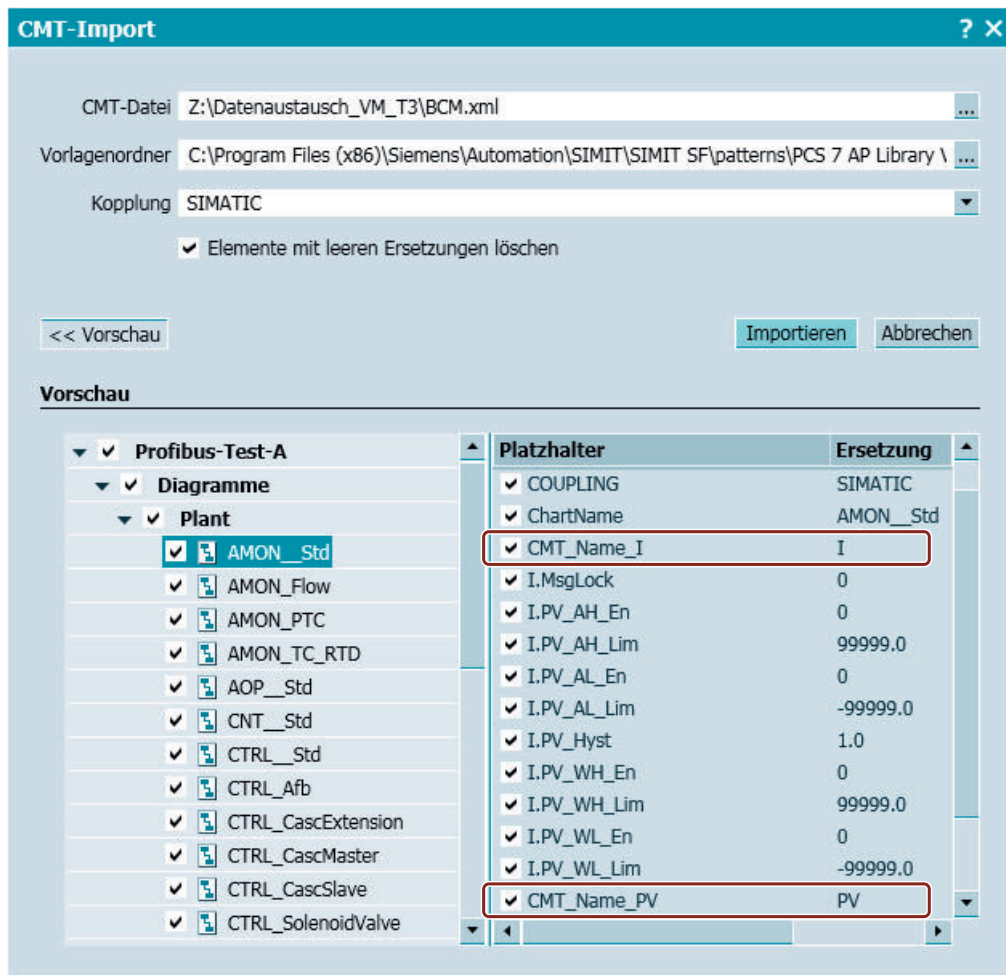 CMT-Import ? ×
CMT-Datei Z:\Datenaustausch_VM_T3\BCM.xml ...
Vorlagenordner C:\Program Files (x86)\Siemens\Automation\SIMIT\SIMIT SF\patterns\PCS 7 AP Library \ ...
Kopplung SIMATIC
Elemente mit leeren Ersetzungen löschen
<< Vorschau Importieren Abbrechen
Vorschau
Profibus-Test-A
Diagramme
Plant
AMON__Std
AMON_Flow
AMON_PTC
AMON_TC_RTD
AOP__Std
CNT__Std
CTRL__Std
CTRL_Afb
CTRL_CascExtension
CTRL_CascMaster
CTRL_CascSlave
CTRL_SolenoidValve
Platzhalter Ersetzung
COUPLING SIMATIC
ChartName AMON__Std
CMT_Name_I I
I.MsgLock 0
I.PV_AH_En 0
I.PV_AH_Lim 99999.0
I.PV_AL_En 0
I.PV_AL_Lim -99999.0
I.PV_Hyst 1.0
I.PV_WH_En 0
I.PV_WH_Lim 99999.0
I.PV_WL_En 0
I.PV_WL_Lim -99999.0
CMT_Name_PV PV